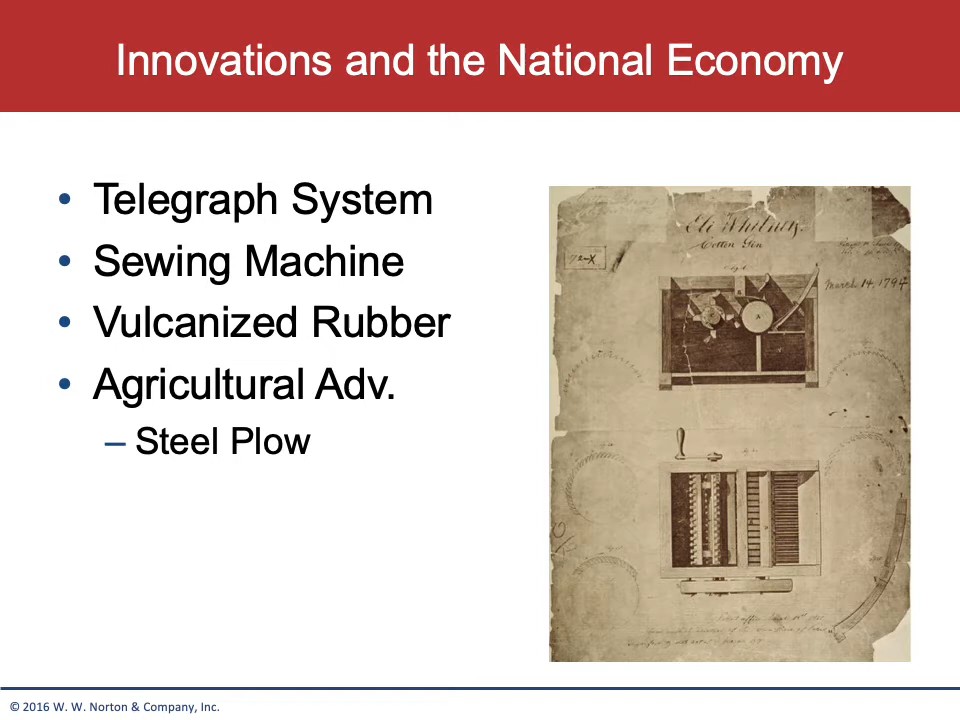 Innovations and the National Economy
• Telegraph System
• Sewing Machine
• Vulcanized Rubber
• Agricultural Adv.
– Steel Plow
Eli Whitney.
Cotton Gin
72-X
March 14, 1794
© 2016 W. W. Norton & Company, Inc.